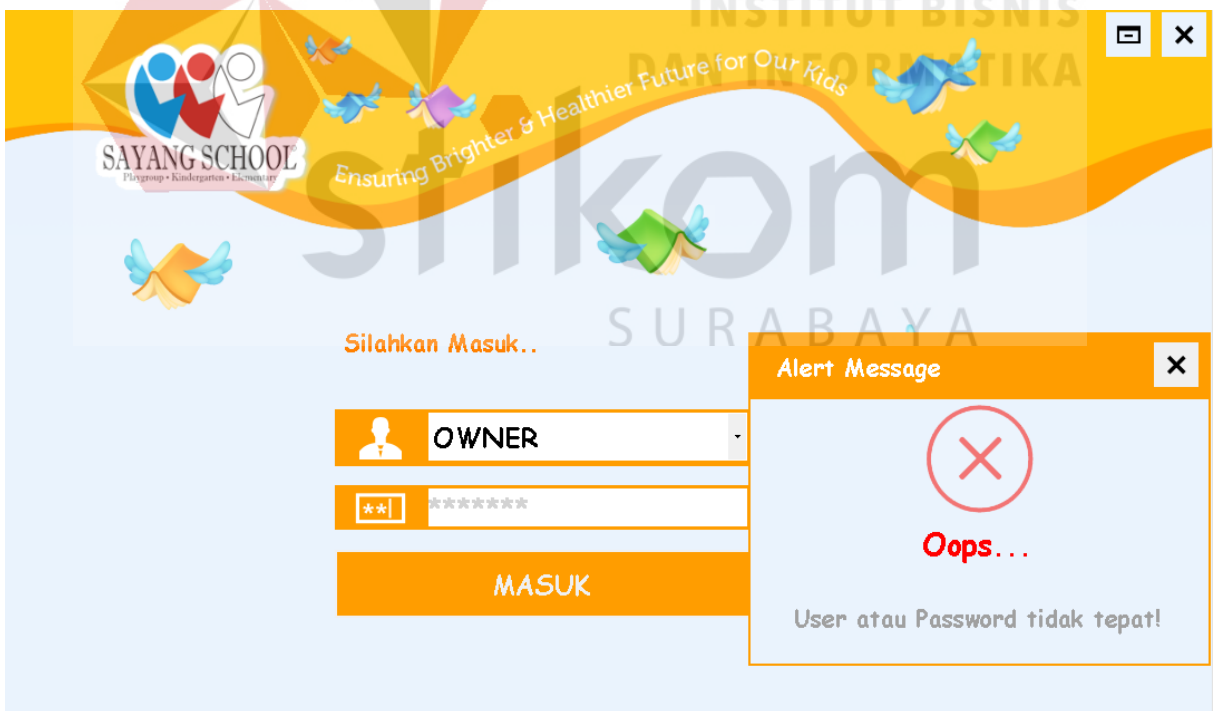 INSTITUT BISNIS
DAN INFORMATIKA
stikom
SURABAYA
Ensuring Brighter & Healthier Future for Our Kids
SAYANG SCHOOL
Playgroup • Kindergarten • Elementary
Silahkan Masuk..
Alert Message
OWNER
**|
*******
Oops...
MASUK
User atau Password tidak tepat!